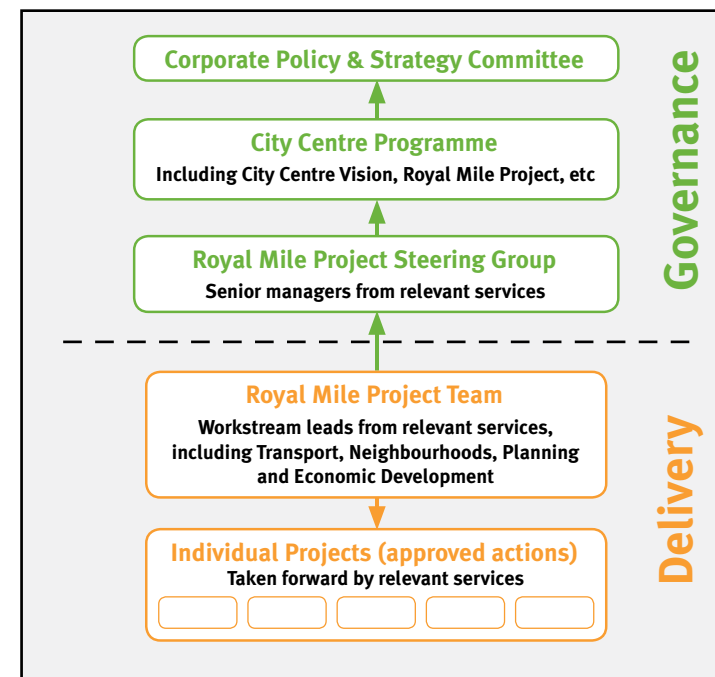 Corporate Policy & Strategy Committee
City Centre Programme
Including City Centre Vision, Royal Mile Project, etc
Royal Mile Project Steering Group
Senior managers from relevant services
Governance
Royal Mile Project Team
Workstream leads from relevant services,
including Transport, Neighbourhoods, Planning
and Economic Development
Individual Projects (approved actions)
Taken forward by relevant services
Delivery